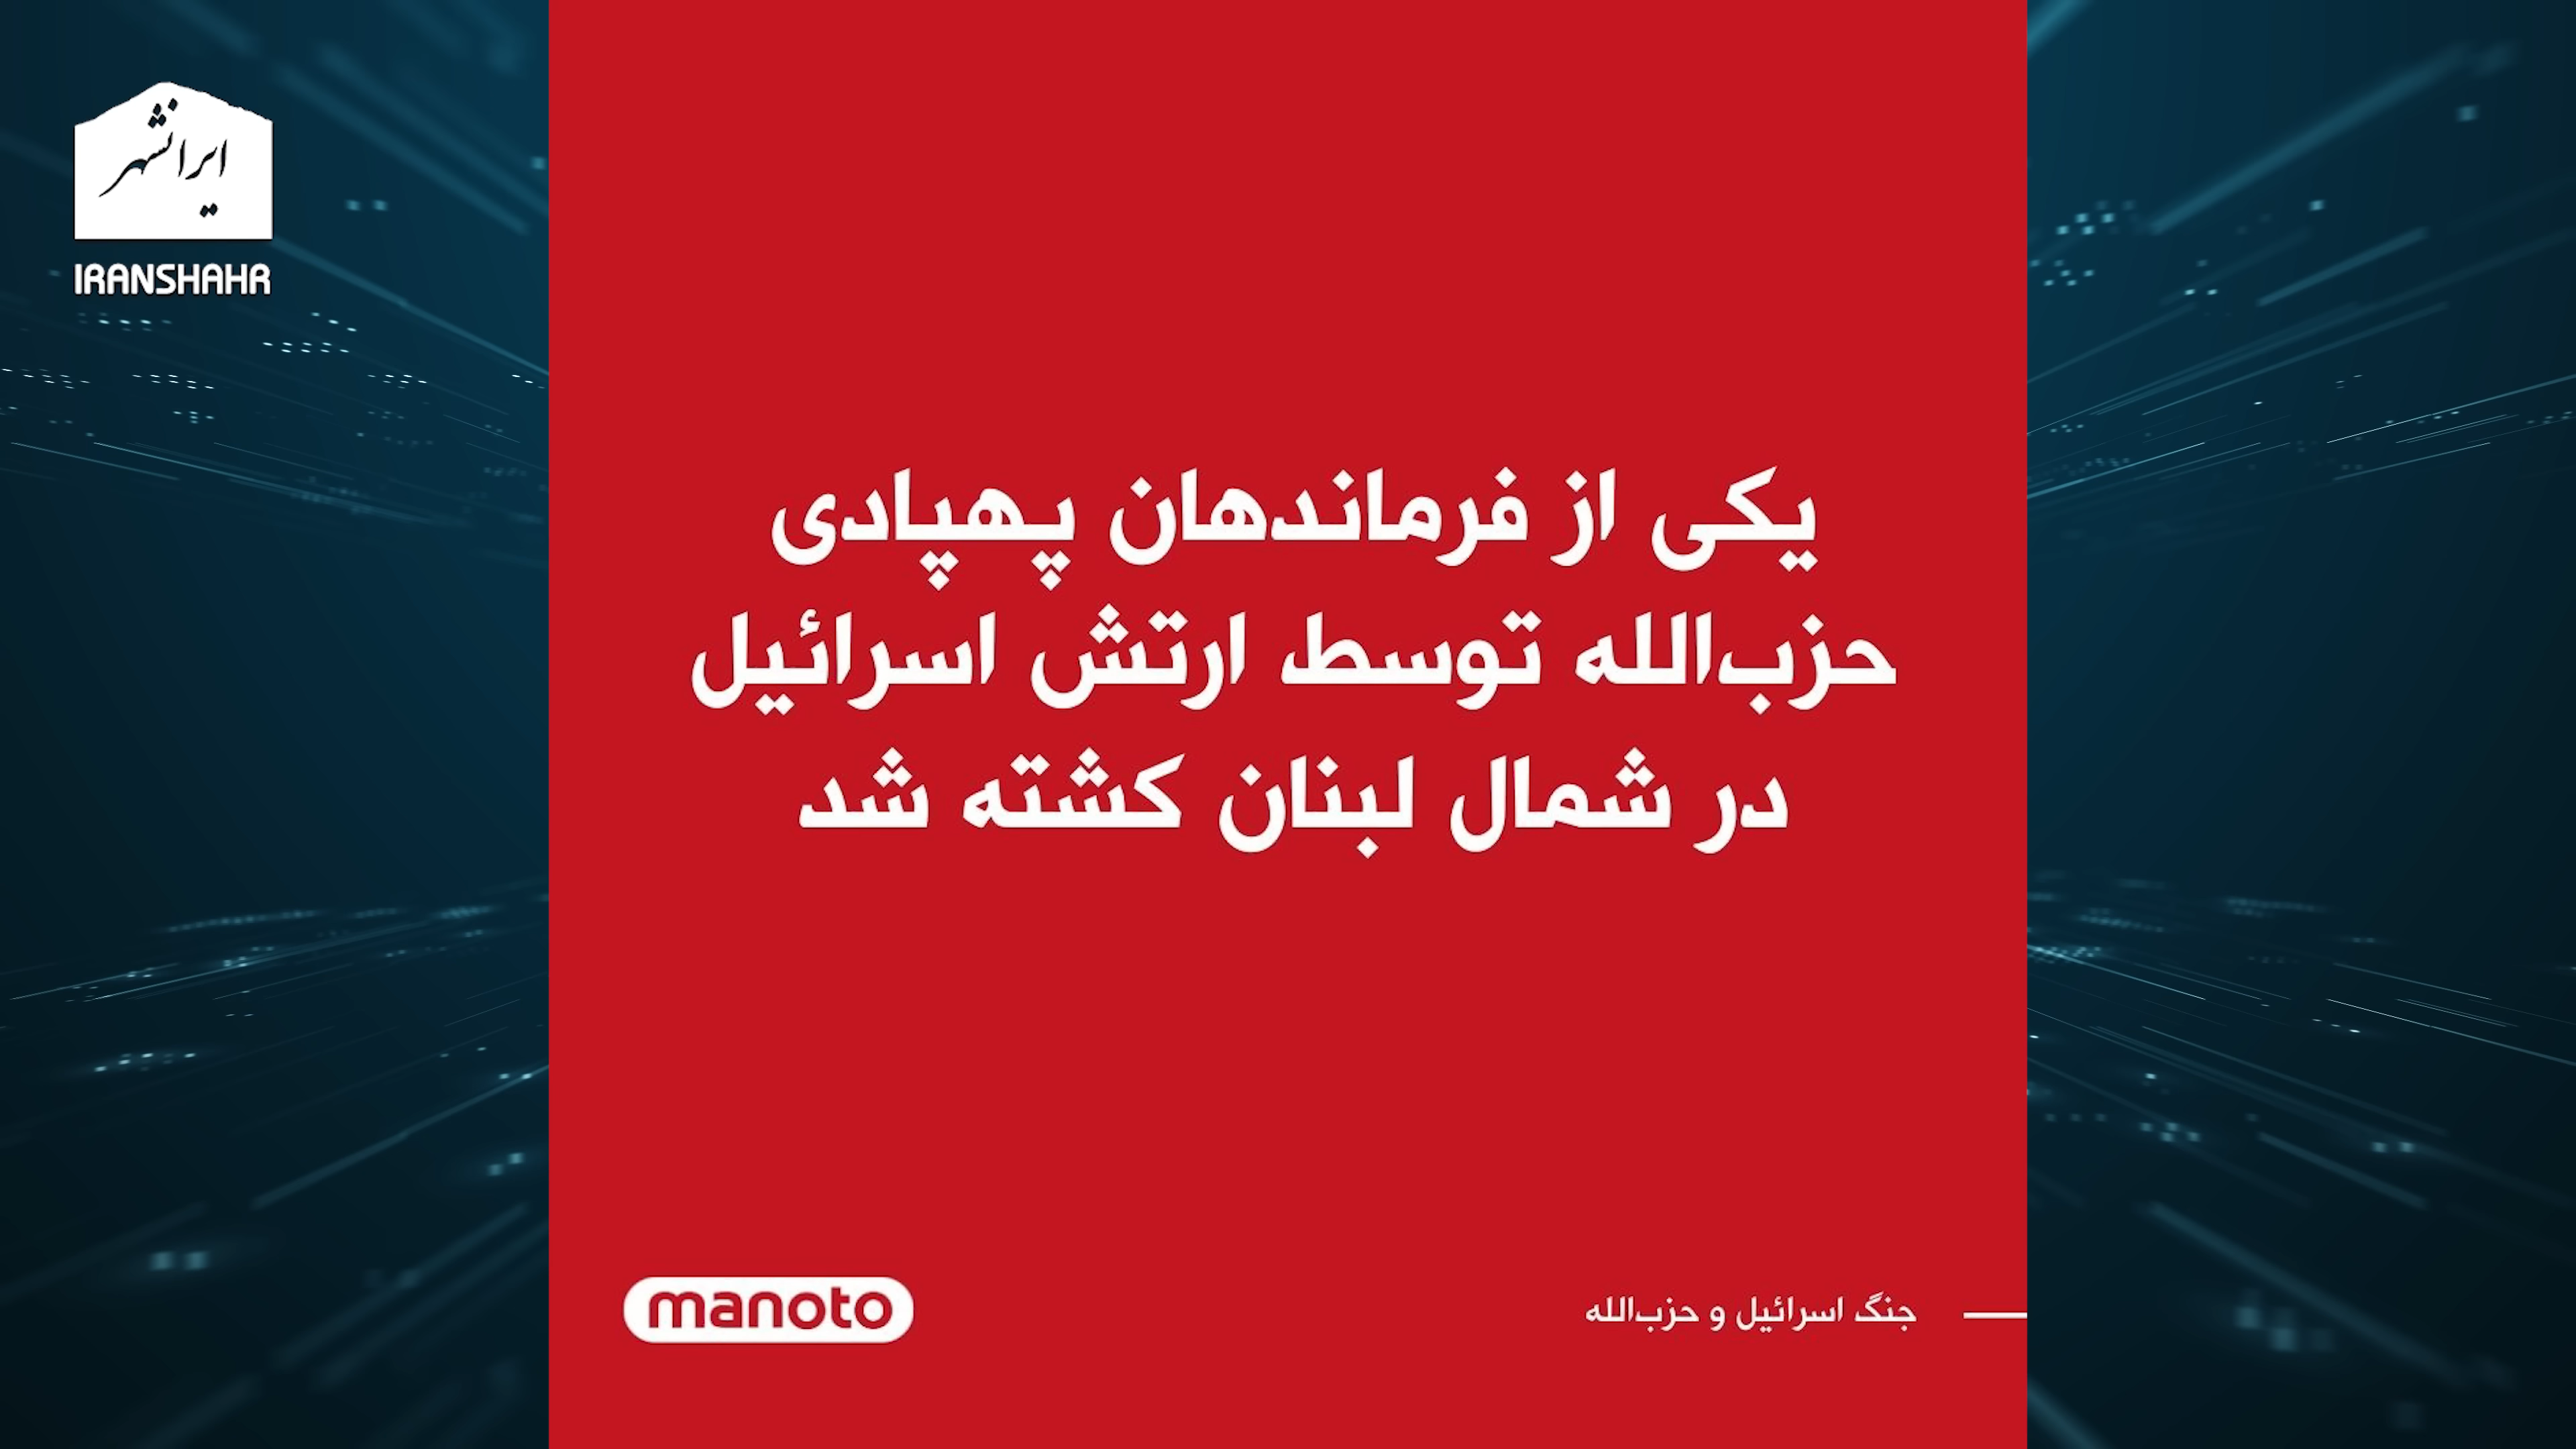 ایرانشهر
IRANSHAHR
یکی از فرماندهان پهپادی
حزب‌الله توسط ارتش اسرائیل
در شمال لبنان کشته شد
جنگ اسرائیل و حزب‌الله
manoto